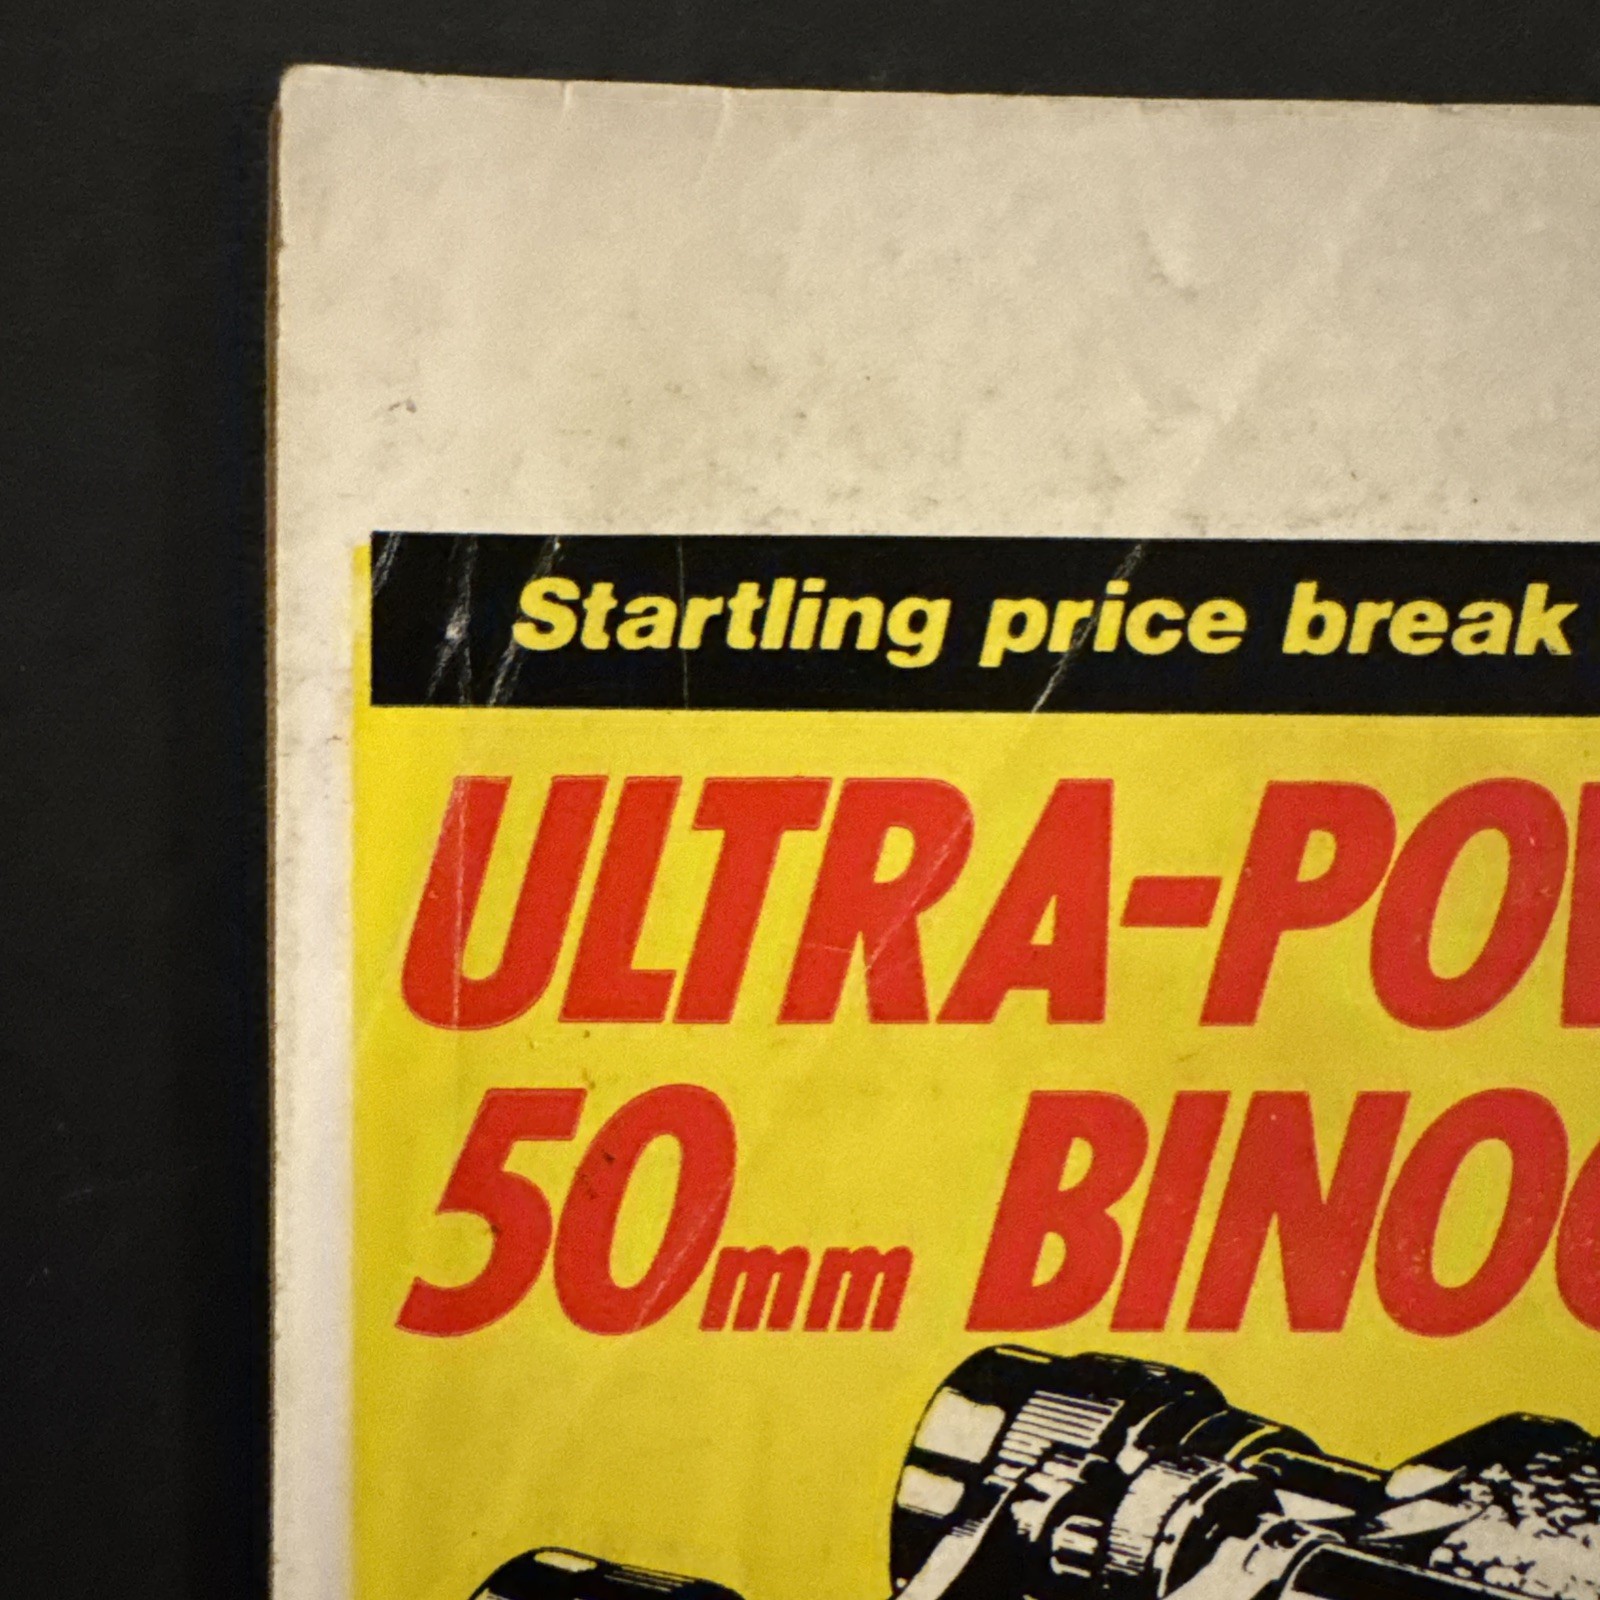 Startling price break
ULTRA-PO
50mm BINO